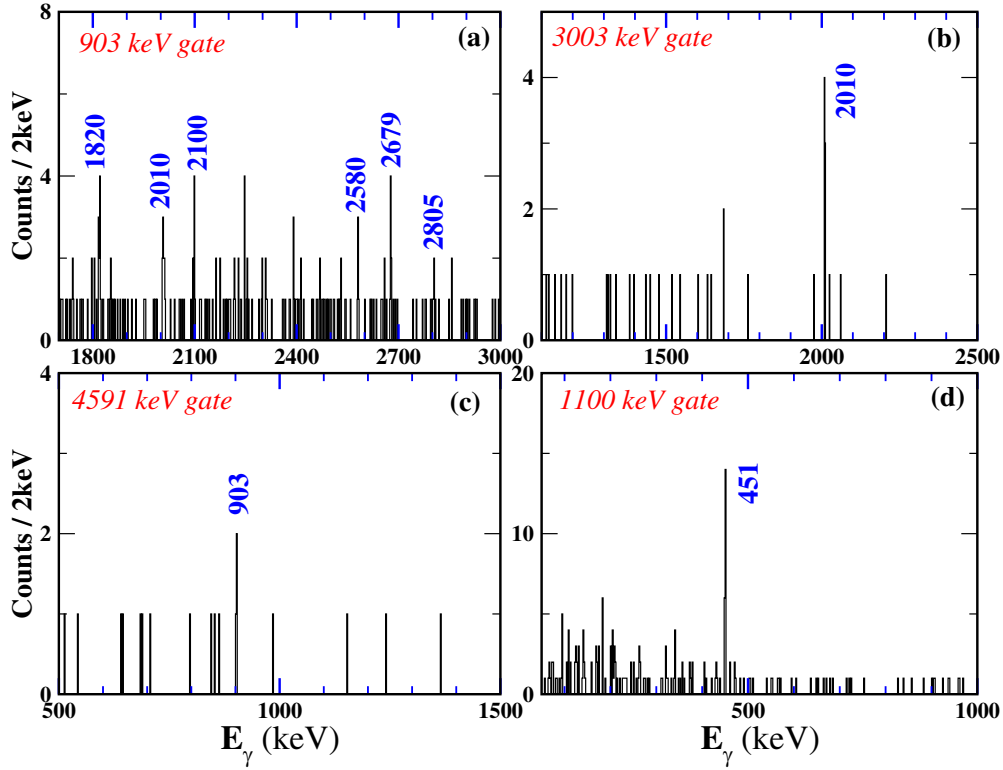 903 keV gate
(a)
1820
2010
2100
2580
2679
2805
Counts / 2keV
8
4
0
1800
2100
2400
2700
3000
3003 keV gate
(b)
2010
4
2
0
1500
2000
2500
4591 keV gate
(c)
903
Counts / 2keV
4
2
0
500
1000
1500
Eγ (keV)
1100 keV gate
(d)
451
20
10
0
500
1000
Eγ (keV)